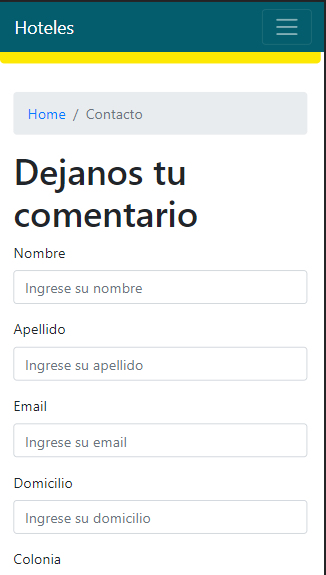 Hoteles
Home / Contacto
Dejanos tu
comentario
Nombre
Ingrese su nombre
Apellido
Ingrese su apellido
Email
Ingrese su email
Domicilio
Ingrese su domicilio
Colonia